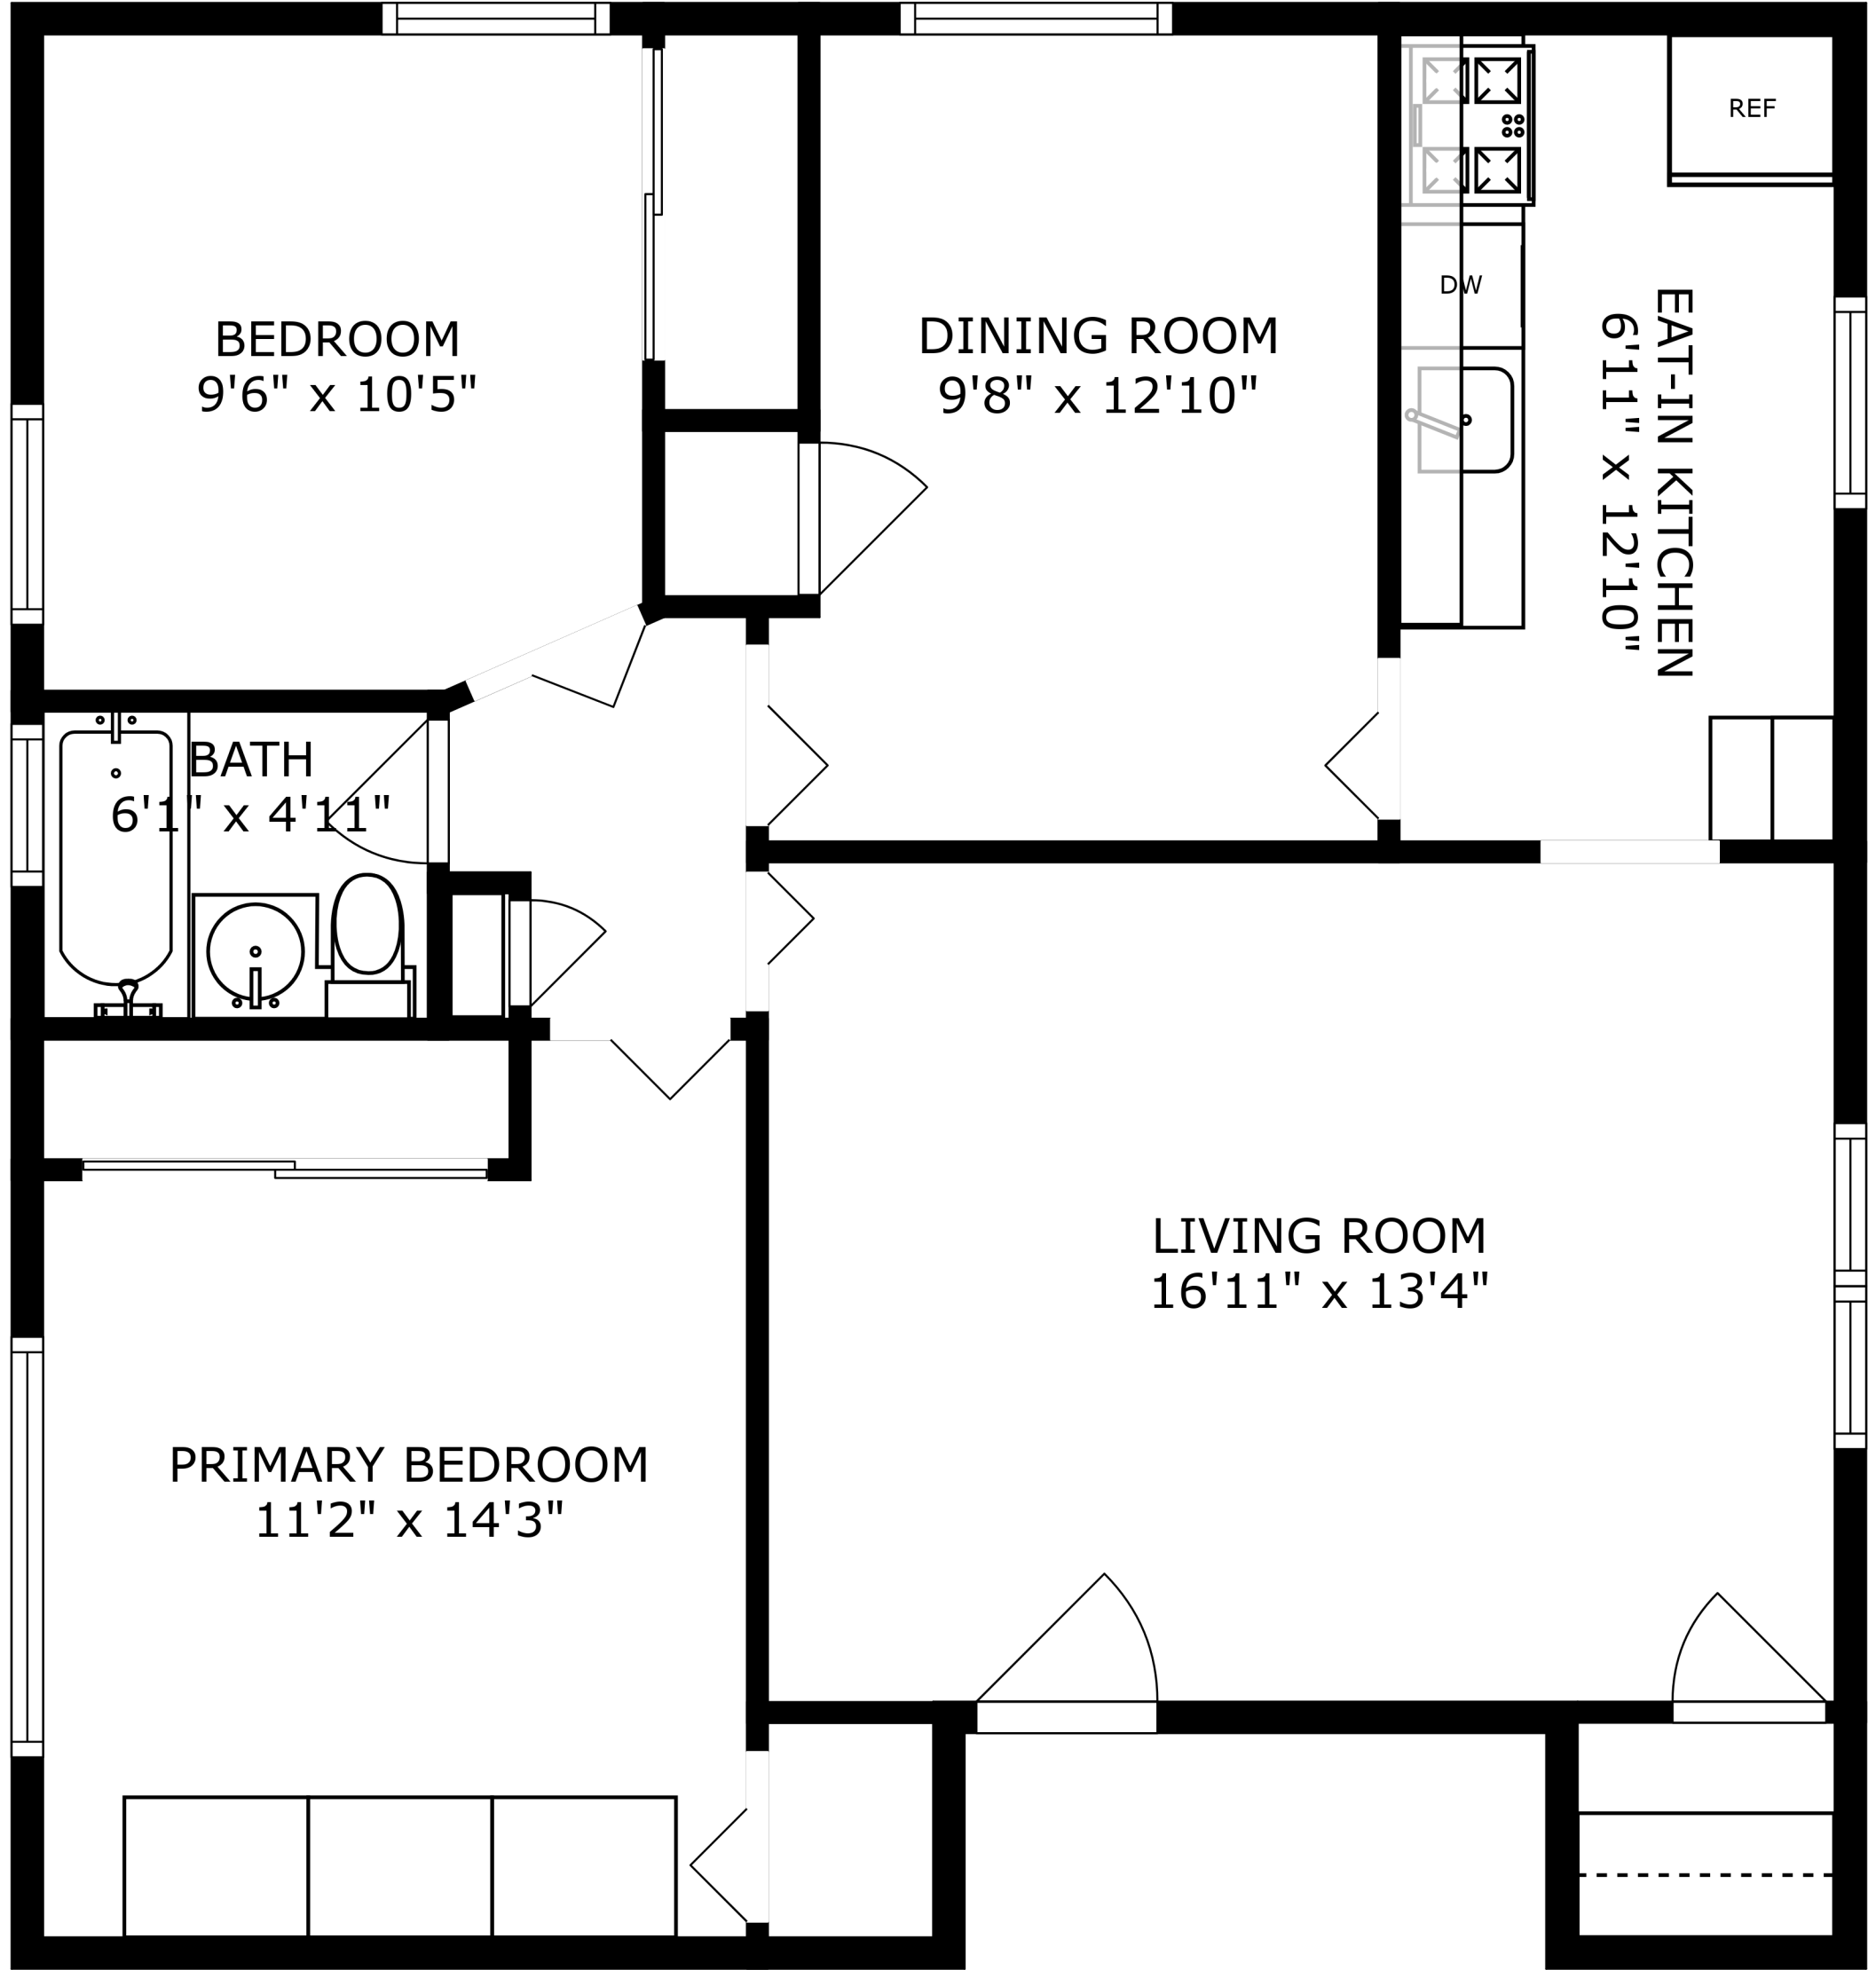 REF
DW
BEDROOM
9'6" x 10'5"
DINING ROOM
9'8" x 12'10"
EAT-IN KITCHEN
6'11" x 12'10"
BATH
6'1" x 4'11"
LIVING ROOM
16'11" x 13'4"
PRIMARY BEDROOM
11'2" x 14'3"